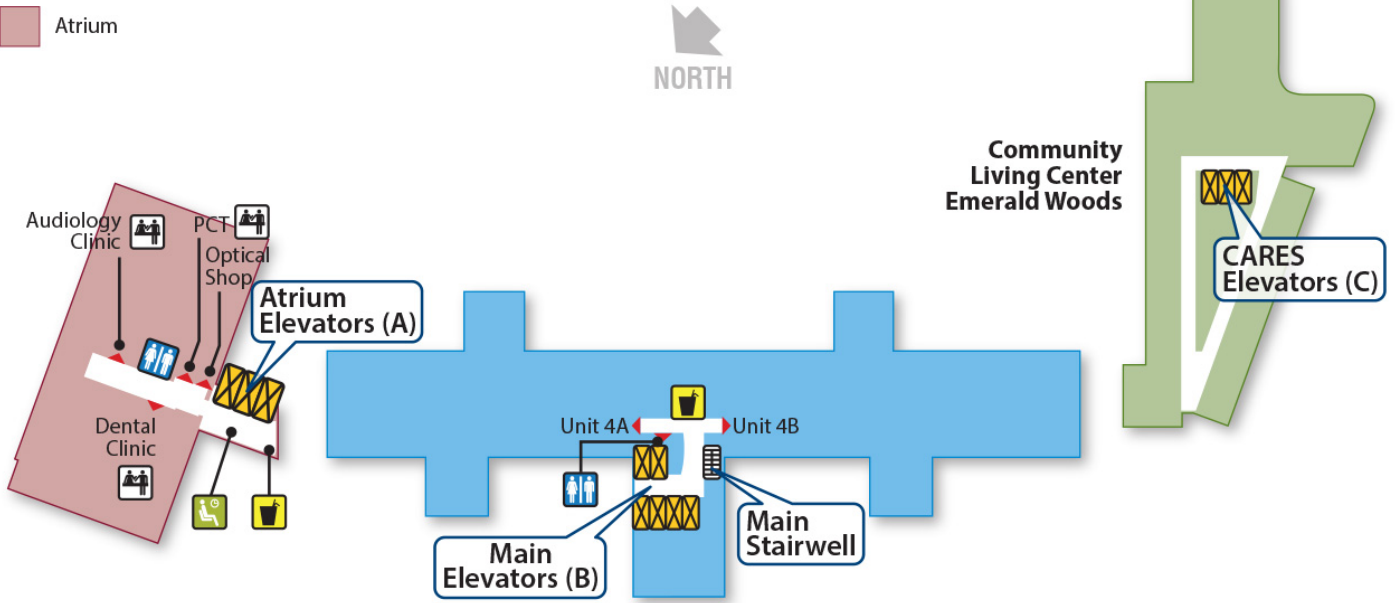 Atrium
NORTH
Community
Living Center
Emerald Woods
CARES
Elevators (C)
Audiology
Clinic
PCT
Optical
Shop
Atrium
Elevators (A)
Dental
Clinic
Unit 4A
Unit 4B
Main
Elevators (B)
Main
Stairwell